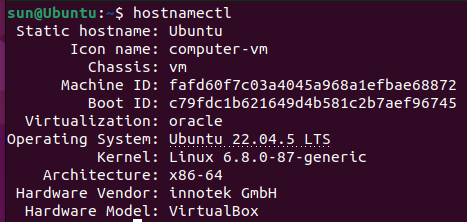 sun@Ubuntu:~$ hostnamectl
Static hostname: Ubuntu
Icon name: computer-vm
Chassis: vm
Machine ID: fafd60f7c03a4045a968a1efbae68872
Boot ID: c79fdc1b621649d4b581c2b7aef96745
Virtualization: oracle
Operating System: Ubuntu 22.04.5 LTS
Kernel: Linux 6.8.0-87-generic
Architecture: x86-64
Hardware Vendor: innotek GmbH
Hardware Model: VirtualBox